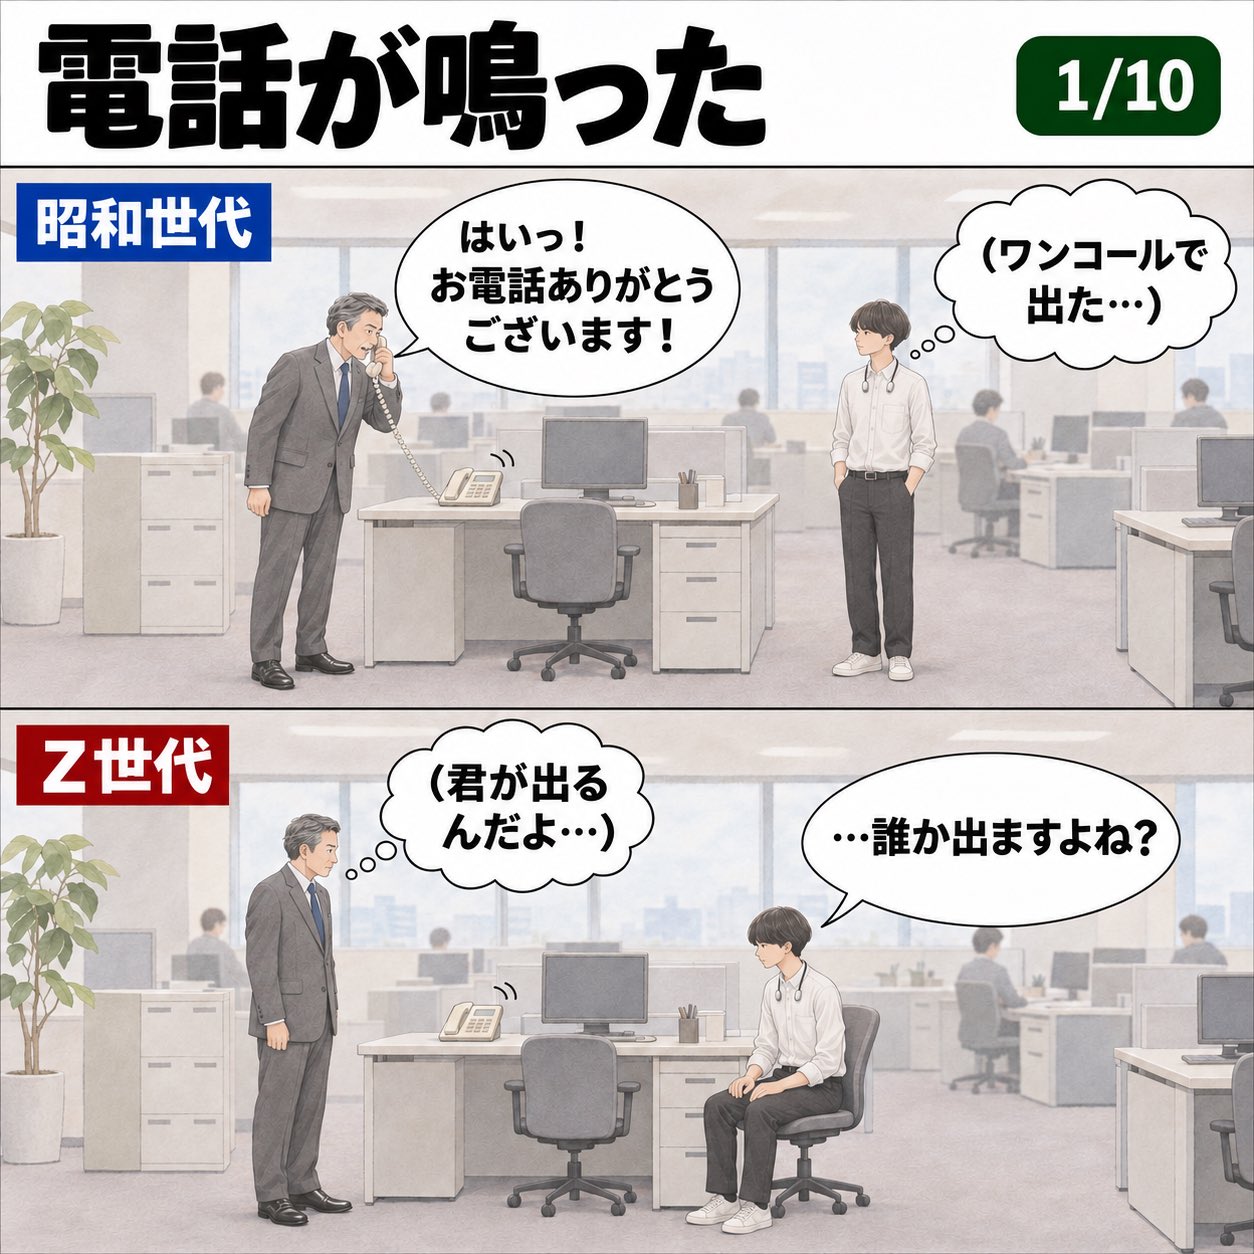 電話が鳴った
1/10
昭和世代
はいっ！
お電話ありがとう
ございます！
(ワンコールで
出た…)
Z世代
(君が出る
んだよ…)
…誰か出ますよね？